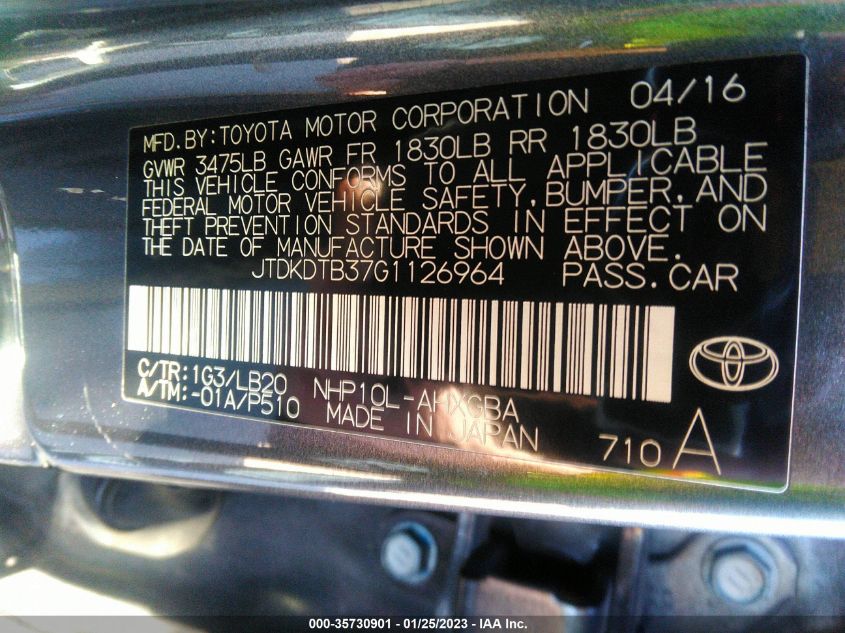 MFD.BY:TOYOTA MOTOR CORPORATION 04/16
GVWR 3475LB GAWR FR 1830LB RR 1830LB
THIS VEHICLE CONFORMS TO ALL APPLICABLE
FEDERAL MOTOR VEHICLE SAFETY,BUMPER,AND
THEFT PREVENTION STANDARDS IN EFFECT ON
THE DATE OF MANUFACTURE SHOWN ABOVE.
JTDKDTB37G1126964 PASS.CAR
C/TR:1G3/LB20 NHP10L-AHXGBA
A/TM:-01A/P510 MADE IN JAPAN 710 A
000-35730901 - 01/25/2023 - IAA Inc.